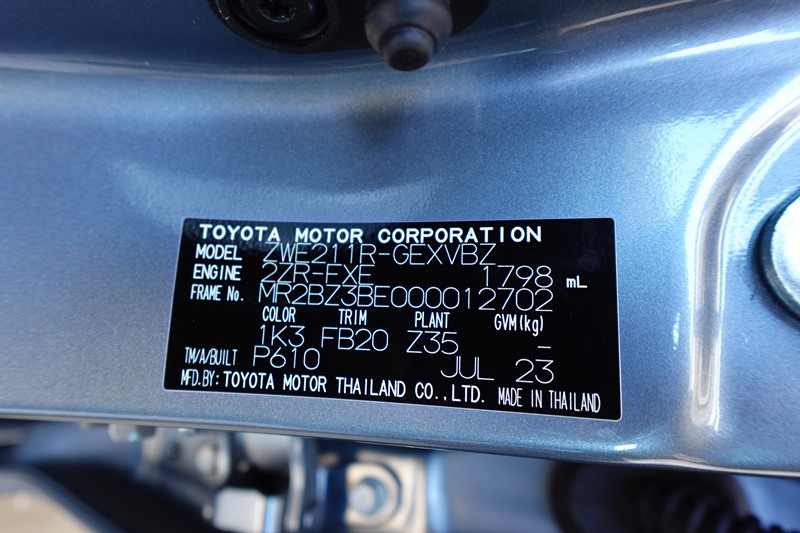 TOYOTA MOTOR CORPORATION
MODEL ZWE211R-GEXVBZ
ENGINE 2ZR-FXE 1798 mL
FRAME No. MR2BZ3BE000012702
COLOR TRIM PLANT GVM(kg)
1K3 FB20 Z35 –
TM/A/BUILT P610 JUL 23
MFD.BY: TOYOTA MOTOR THAILAND CO.,LTD. MADE IN THAILAND